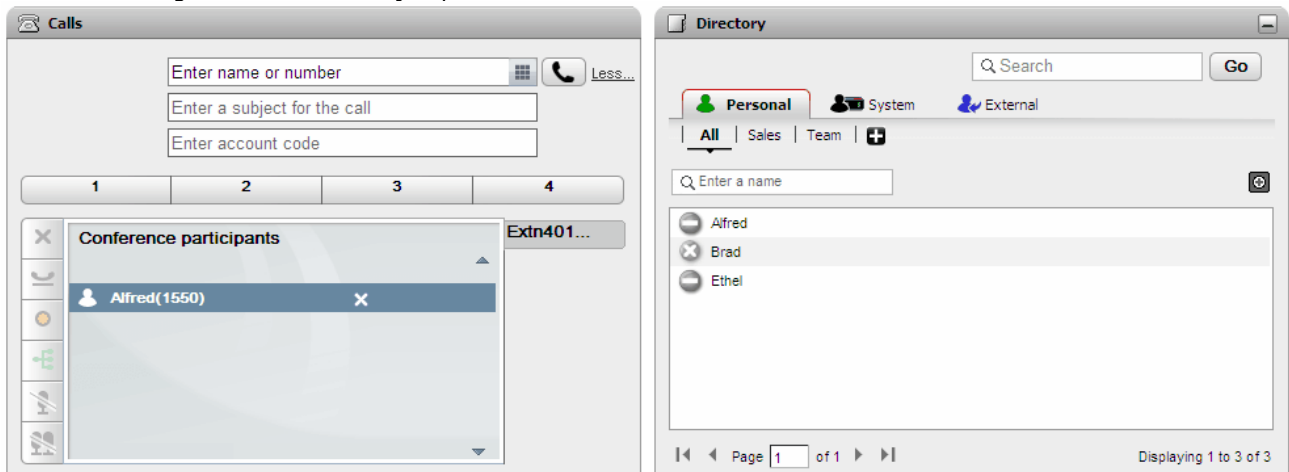 Calls
Enter name or number
Less...
Enter a subject for the call
Enter account code
1 2 3 4
Conference participants
Extn401...
Alfred(1550)
Directory
Search
Go
Personal System External
All Sales Team
Enter a name
Alfred
Brad
Ethel
Page 1 of 1
Displaying 1 to 3 of 3